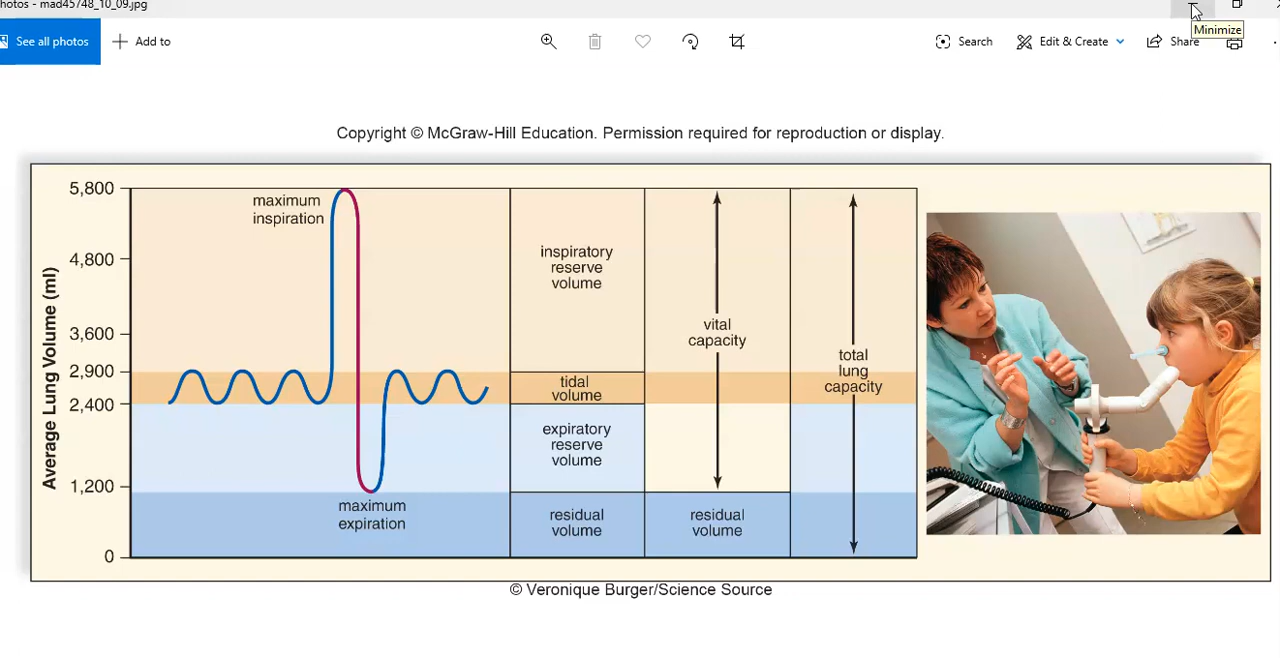 hotos - mad45748_10_09.jpg
Minimize
See all photos
Add to
Search
Edit & Create
Share
Copyright © McGraw-Hill Education. Permission required for reproduction or display.
Average Lung Volume (ml)
5,800
4,800
3,600
2,900
2,400
1,200
0
maximum
inspiration
maximum
expiration
inspiratory
reserve
volume
tidal
volume
expiratory
reserve
volume
residual
volume
vital
capacity
residual
volume
total
lung
capacity
© Veronique Burger/Science Source